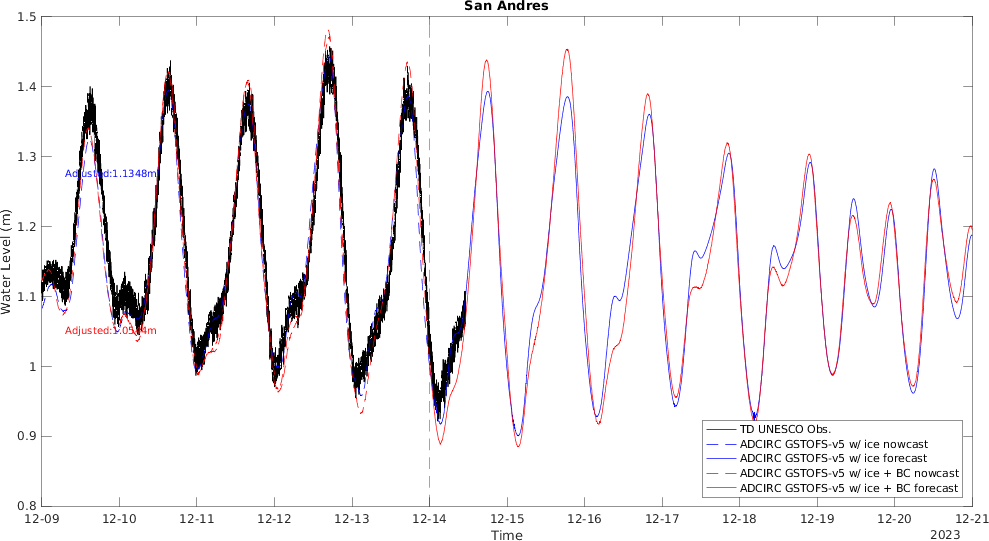 San Andres
1.5
1.4
1.3
1.2
1.1
1
0.9
0.8
Water Level (m)
Adjusted:1.1348m
TD UNESCO Obs.
ADCIRC GSTOFS-v5 w/ ice nowcast
ADCIRC GSTOFS-v5 w/ ice forecast
ADCIRC GSTOFS-v5 w/ ice + BC nowcast
ADCIRC GSTOFS-v5 w/ ice + BC forecast
12-09 12-10 12-11 12-12 12-13 12-14 12-15 12-16 12-17 12-18 12-19 12-20 12-21
Time
2023